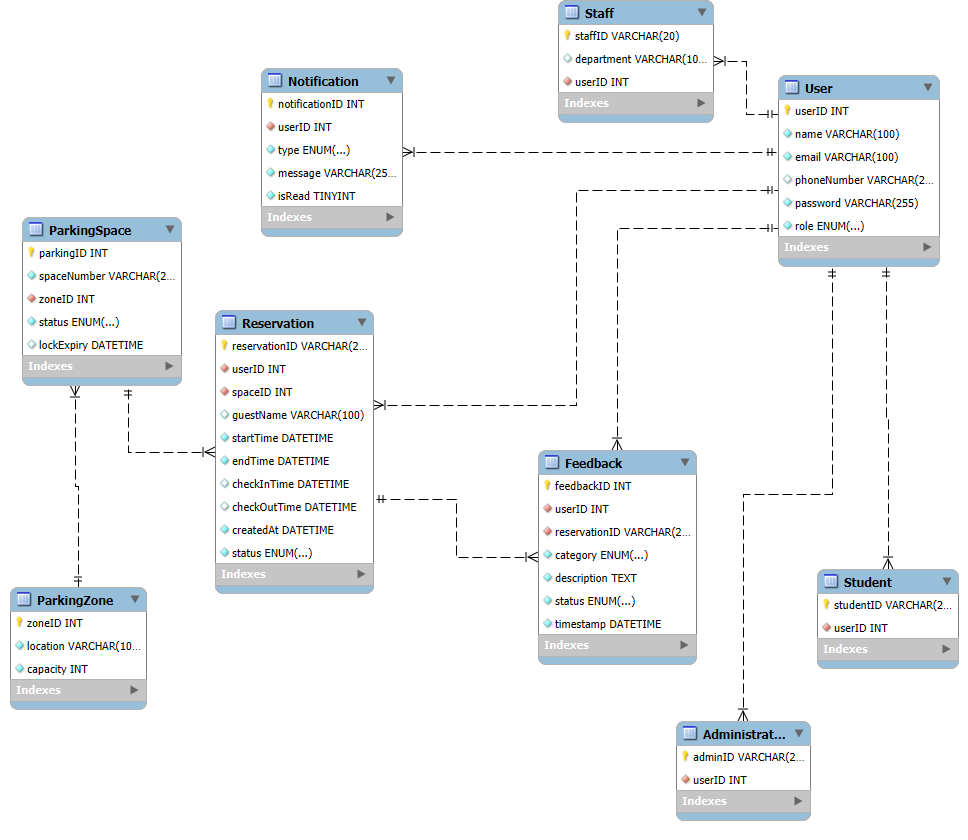 Staff
staffID VARCHAR(20)
department VARCHAR(10...
userID INT
Indexes
Notification
notificationID INT
userID INT
type ENUM(...)
message VARCHAR(25...
isRead TINYINT
Indexes
User
userID INT
name VARCHAR(100)
email VARCHAR(100)
phoneNumber VARCHAR(2...
password VARCHAR(255)
role ENUM(...)
Indexes
ParkingSpace
parkingID INT
spaceNumber VARCHAR(2...
zoneID INT
status ENUM(...)
lockExpiry DATETIME
Indexes
Reservation
reservationID VARCHAR(2...
userID INT
spaceID INT
guestName VARCHAR(100)
startTime DATETIME
endTime DATETIME
checkInTime DATETIME
checkOutTime DATETIME
createdAt DATETIME
status ENUM(...)
Indexes
Feedback
feedbackID INT
userID INT
reservationID VARCHAR(2...
category ENUM(...)
description TEXT
status ENUM(...)
timestamp DATETIME
Indexes
ParkingZone
zoneID INT
location VARCHAR(10...
capacity INT
Indexes
Student
studentID VARCHAR(2...
userID INT
Indexes
Administrat...
adminID VARCHAR(2...
userID INT
Indexes